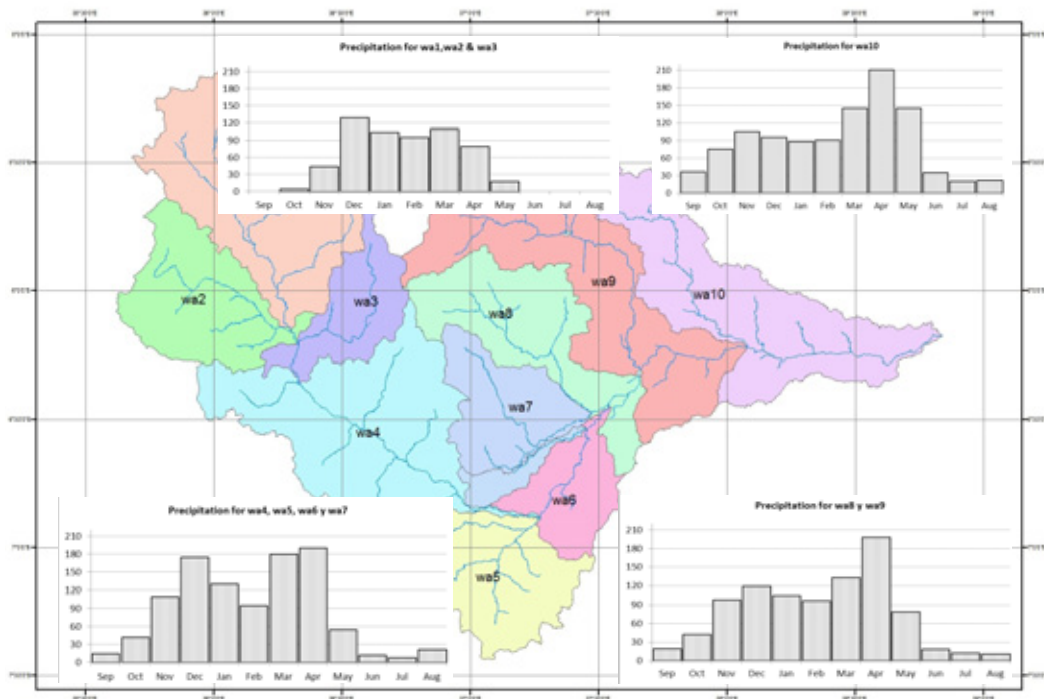 Precipitation for wa1,wa2 & wa3
210
180
150
120
90
60
30
0
Sep Oct Nov Dec Jan Feb Mar Apr May Jun Jul Aug
Precipitation for wa10
210
180
150
120
90
60
30
0
Sep Oct Nov Dec Jan Feb Mar Apr May Jun Jul Aug
wa2
wa3
wa8
wa9
wa10
wa7
wa4
wa6
wa5
Precipitation for wa4, wa5, wa6 y wa7
210
180
150
120
90
60
30
0
Sep Oct Nov Dec Jan Feb Mar Apr May Jun Jul Aug
Precipitation for wa8 y wa9
210
180
150
120
90
60
30
0
Sep Oct Nov Dec Jan Feb Mar Apr May Jun Jul Aug